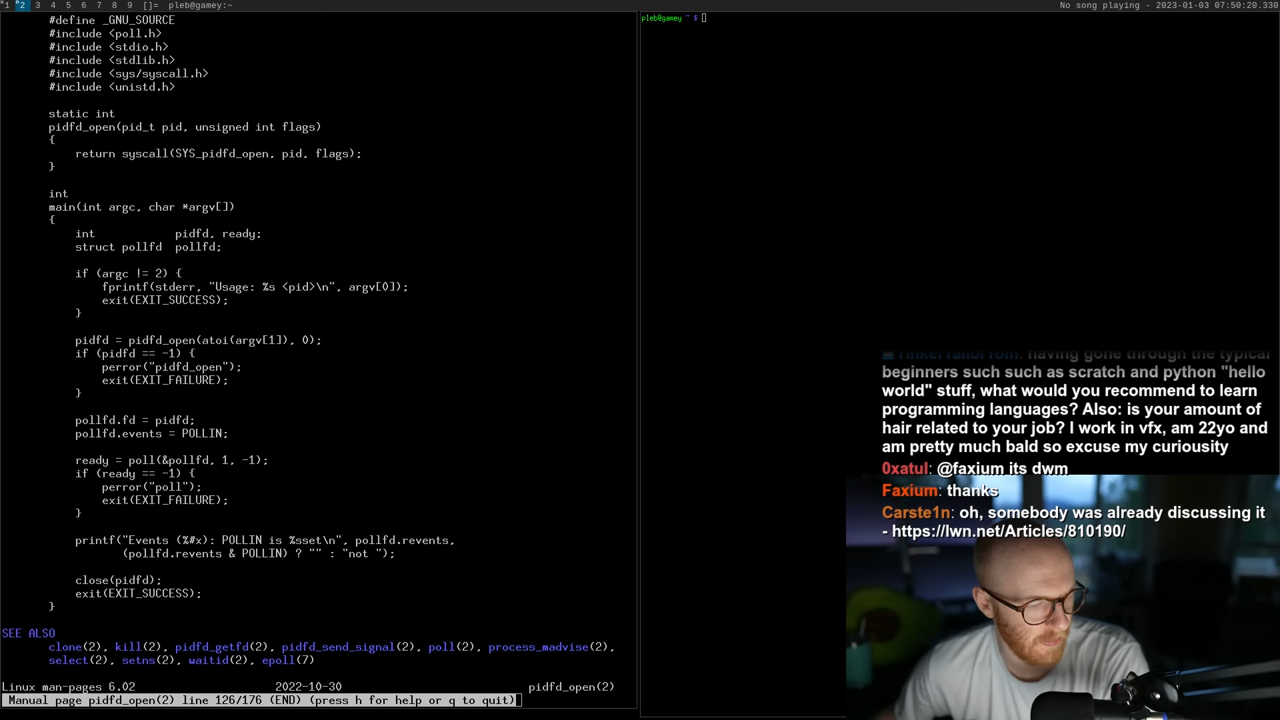 1 2 3 4 5 6 7 8 9 []= pleb@gamey:~
No song playing - 2023-01-03 07:50:20.330
#define _GNU_SOURCE
#include <poll.h>
#include <stdio.h>
#include <stdlib.h>
#include <sys/syscall.h>
#include <unistd.h>
static int
pidfd_open(pid_t pid, unsigned int flags)
{
return syscall(SYS_pidfd_open, pid, flags);
}
int
main(int argc, char *argv[])
{
int pidfd, ready;
struct pollfd pollfd;
if (argc != 2) {
fprintf(stderr, "Usage: %s <pid>\n", argv[0]);
exit(EXIT_SUCCESS);
}
pidfd = pidfd_open(atoi(argv[1]), 0);
if (pidfd == -1) {
perror("pidfd_open");
exit(EXIT_FAILURE);
}
pollfd.fd = pidfd;
pollfd.events = POLLIN;
ready = poll(&pollfd, 1, -1);
if (ready == -1) {
perror("poll");
exit(EXIT_FAILURE);
}
printf("Events (%#x): POLLIN is %sset\n", pollfd.revents,
(pollfd.revents & POLLIN) ? "" : "not ");
close(pidfd);
exit(EXIT_SUCCESS);
}
SEE ALSO
clone(2), kill(2), pidfd_getfd(2), pidfd_send_signal(2), poll(2), process_madvise(2),
select(2), setns(2), waitid(2), epoll(7)
Linux man-pages 6.02 2022-10-30 pidfd_open(2)
Manual page pidfd_open(2) line 126/176 (END) (press h for help or q to quit)
pleb@gamey ~ $
having gone through the typical
beginners such such as scratch and python "hello
world" stuff, what would you recommend to learn
programming languages? Also: is your amount of
hair related to your job? I work in vfx, am 22yo and
am pretty much bald so excuse my curiousity
0xatul: @faxium its dwm
Faxium: thanks
Carste1n: oh, somebody was already discussing it
- https://lwn.net/Articles/810190/